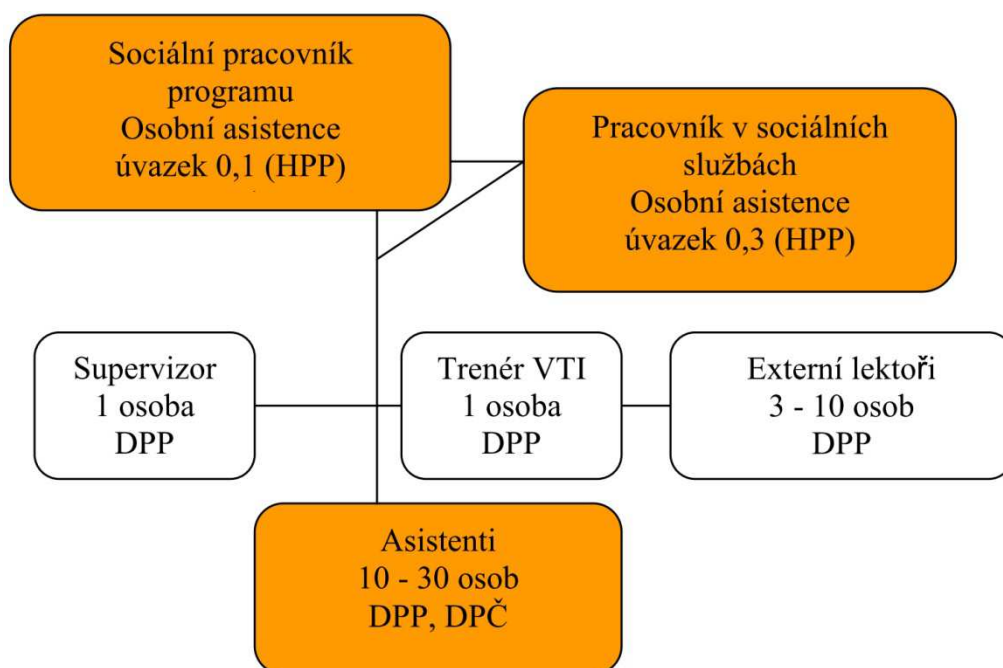 Sociální pracovník
programu
Osobní asistence
úvazek 0,1 (HPP)
Pracovník v sociálních
službách
Osobní asistence
úvazek 0,3 (HPP)
Supervizor
1 osoba
DPP
Trenér VTI
1 osoba
DPP
Externí lektoři
3 - 10 osob
DPP
Asistenti
10 - 30 osob
DPP, DPČ